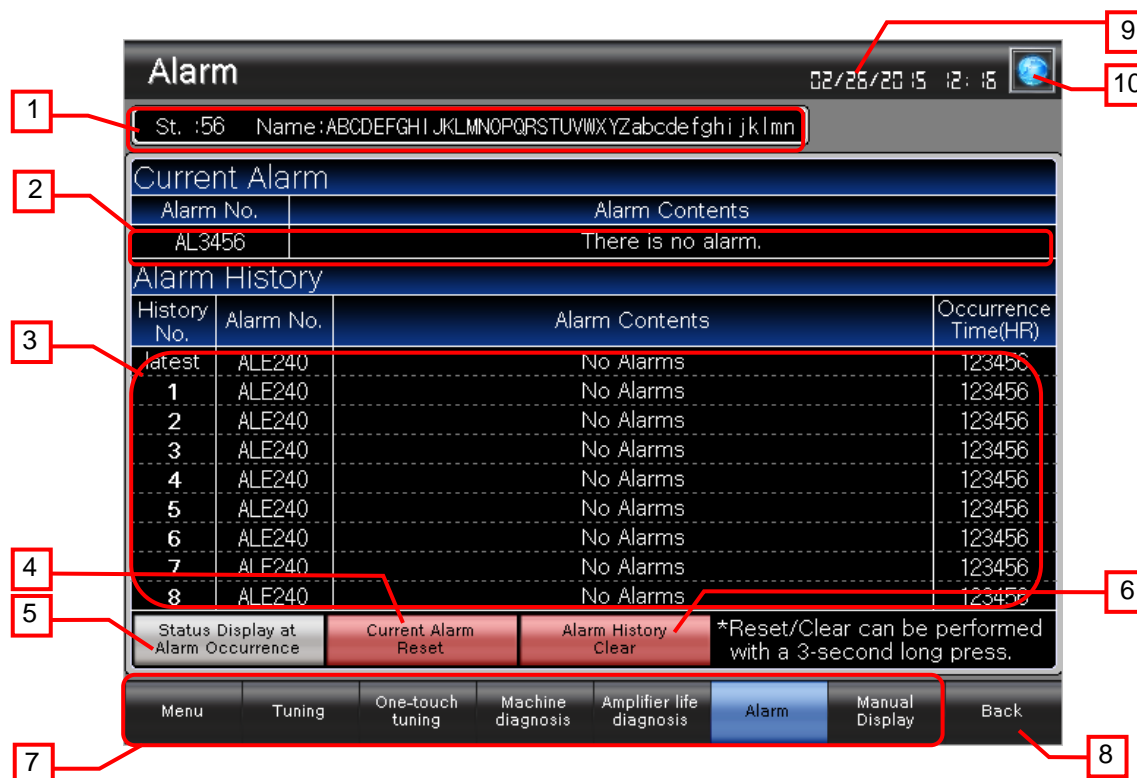 9
Alarm
02/26/2015 12:16
10
1
St. :56 Name:ABCDEFGHIJKLMNOPQRSTUVWXYZabcdefghijklmn
Current Alarm
2
Alarm No. Alarm Contents
AL3456 There is no alarm.
Alarm History
History No. Alarm No. Alarm Contents Occurrence Time(HR)
3
latest ALE240 No Alarms 123456
1 ALE240 No Alarms 123456
2 ALE240 No Alarms 123456
3 ALE240 No Alarms 123456
4 ALE240 No Alarms 123456
5 ALE240 No Alarms 123456
6 ALE240 No Alarms 123456
7 ALE240 No Alarms 123456
8 ALE240 No Alarms 123456
4
5
6
Status Display at
Alarm Occurrence
Current Alarm
Reset
Alarm History
Clear
*Reset/Clear can be performed
with a 3-second long press.
Menu
Tuning
One-touch
tuning
Machine
diagnosis
Amplifier life
diagnosis
Alarm
Manual
Display
Back
7
8